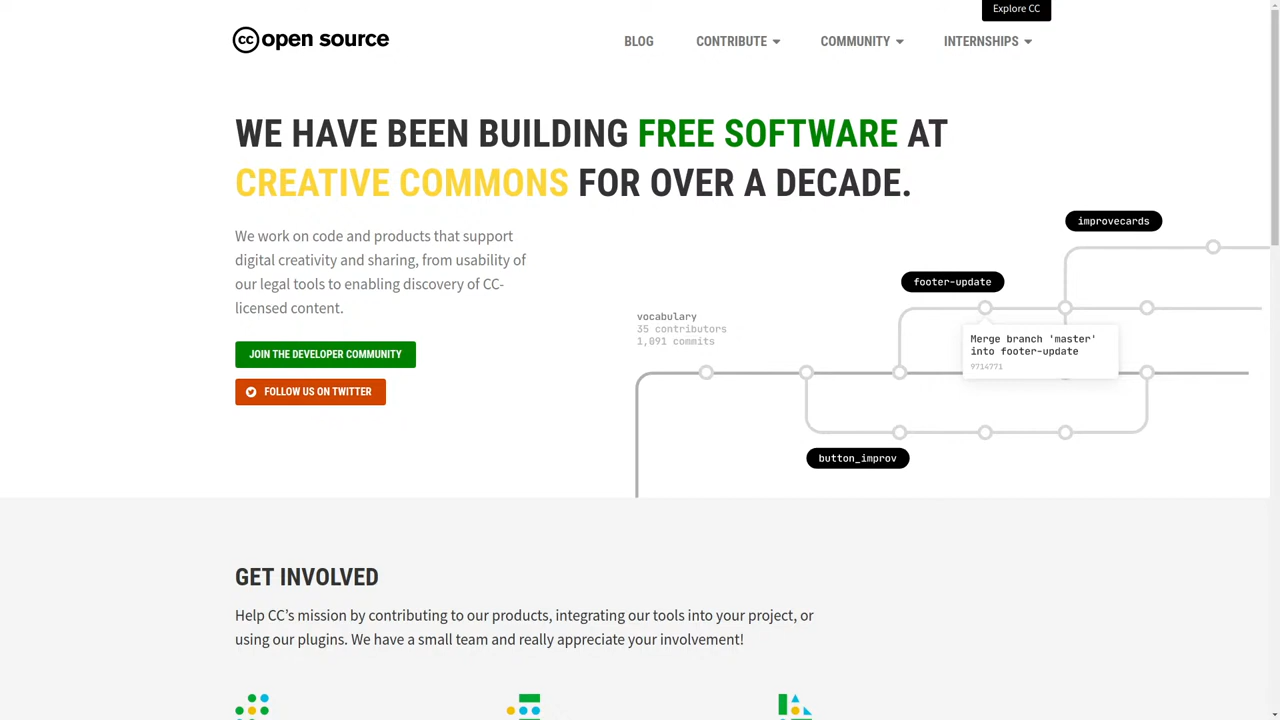 Explore CC
cc open source
BLOG
CONTRIBUTE
COMMUNITY
INTERNSHIPS
WE HAVE BEEN BUILDING FREE SOFTWARE AT
CREATIVE COMMONS FOR OVER A DECADE.
We work on code and products that support
digital creativity and sharing, from usability of
our legal tools to enabling discovery of CC-
licensed content.
JOIN THE DEVELOPER COMMUNITY
FOLLOW US ON TWITTER
improvecards
footer-update
vocabulary
35 contributors
1,091 commits
Merge branch 'master'
into footer-update
9714771
button_improv
GET INVOLVED
Help CC’s mission by contributing to our products, integrating our tools into your project, or
using our plugins. We have a small team and really appreciate your involvement!